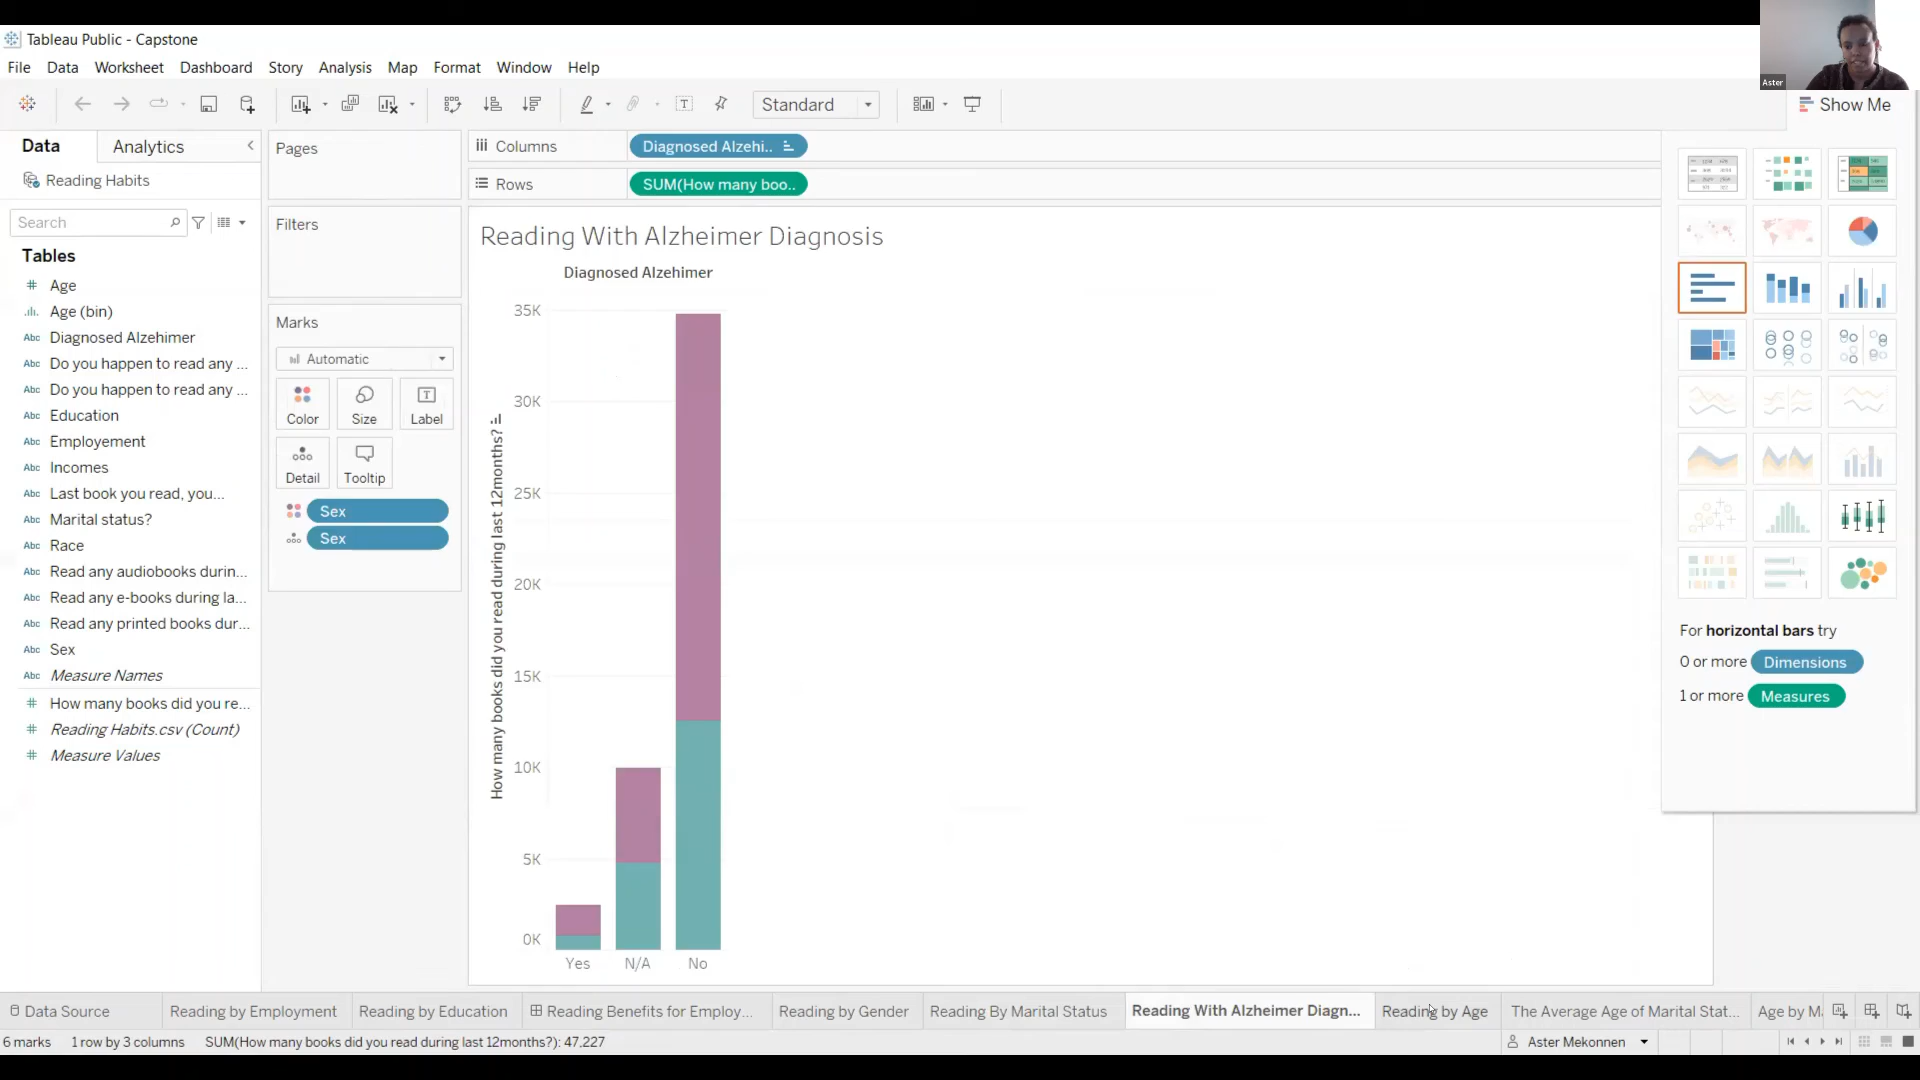 Tableau Public - Capstone
File Data Worksheet Dashboard Story Analysis Map Format Window Help
Aster
Standard
Show Me
Data Analytics
Pages
Columns Diagnosed Alzehi..
Reading Habits
Rows SUM(How many boo..
Search
Filters
Tables
Age
Age (bin)
Diagnosed Alzehimer
Do you happen to read any ...
Do you happen to read any ...
Education
Employement
Incomes
Last book you read, you...
Marital status?
Race
Read any audiobooks durin...
Read any e-books during la...
Read any printed books dur...
Sex
Measure Names
How many books did you re...
Reading Habits.csv (Count)
Measure Values
Marks
Automatic
Color Size Label
Detail Tooltip
Sex
Sex
Reading With Alzheimer Diagnosis
Diagnosed Alzehimer
How many books did you read during last 12months?
35K
30K
25K
20K
15K
10K
5K
0K
Yes N/A No
For horizontal bars try
0 or more Dimensions
1 or more Measures
Data Source Reading by Employment Reading by Education Reading Benefits for Employ... Reading by Gender Reading By Marital Status Reading With Alzheimer Diagn... Reading by Age The Average Age of Marital Stat... Age by M
6 marks 1 row by 3 columns SUM(How many books did you read during last 12months?): 47,227 Aster Mekonnen